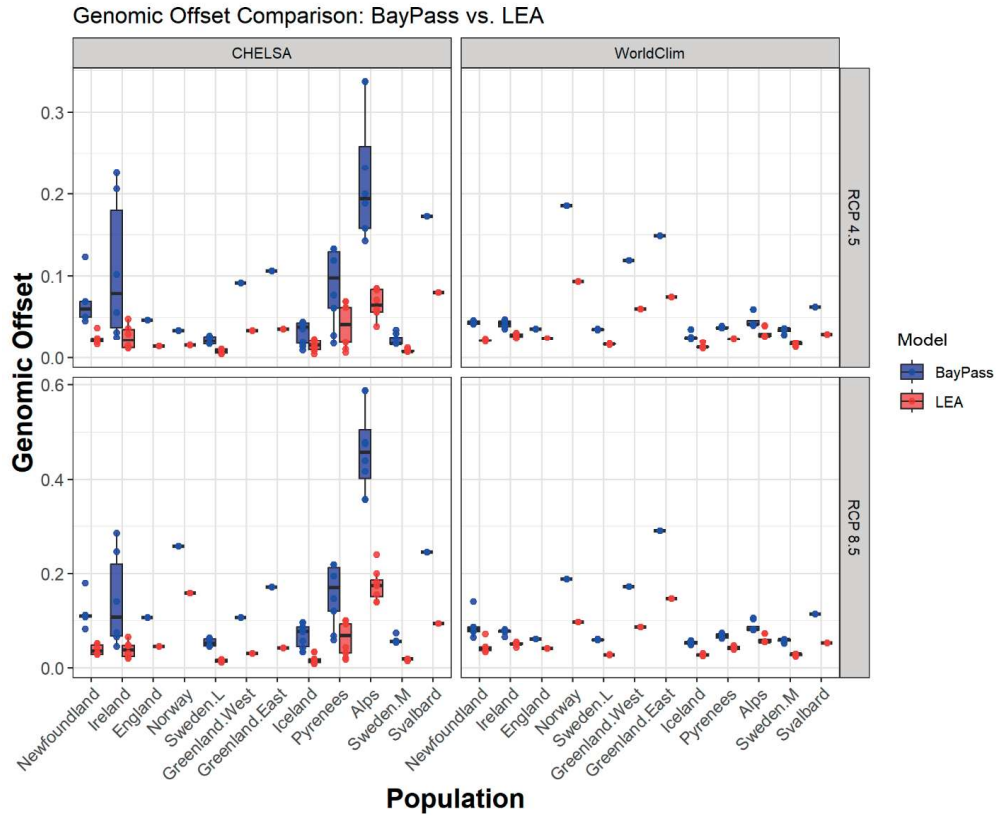 Genomic Offset Comparison: BayPass vs. LEA
CHELSA
WorldClim
0.3
0.2
0.1
0.0
RCP 4.5
0.6
0.4
0.2
0.0
RCP 8.5
Genomic Offset
Model
BayPass
LEA
Newfoundland
Ireland
England
Norway
Sweden.L
Greenland.West
Greenland.East
Iceland
Pyrenees
Alps
Sweden.M
Svalbard
Newfoundland
Ireland
England
Norway
Sweden.L
Greenland.West
Greenland.East
Iceland
Pyrenees
Alps
Sweden.M
Svalbard
Population